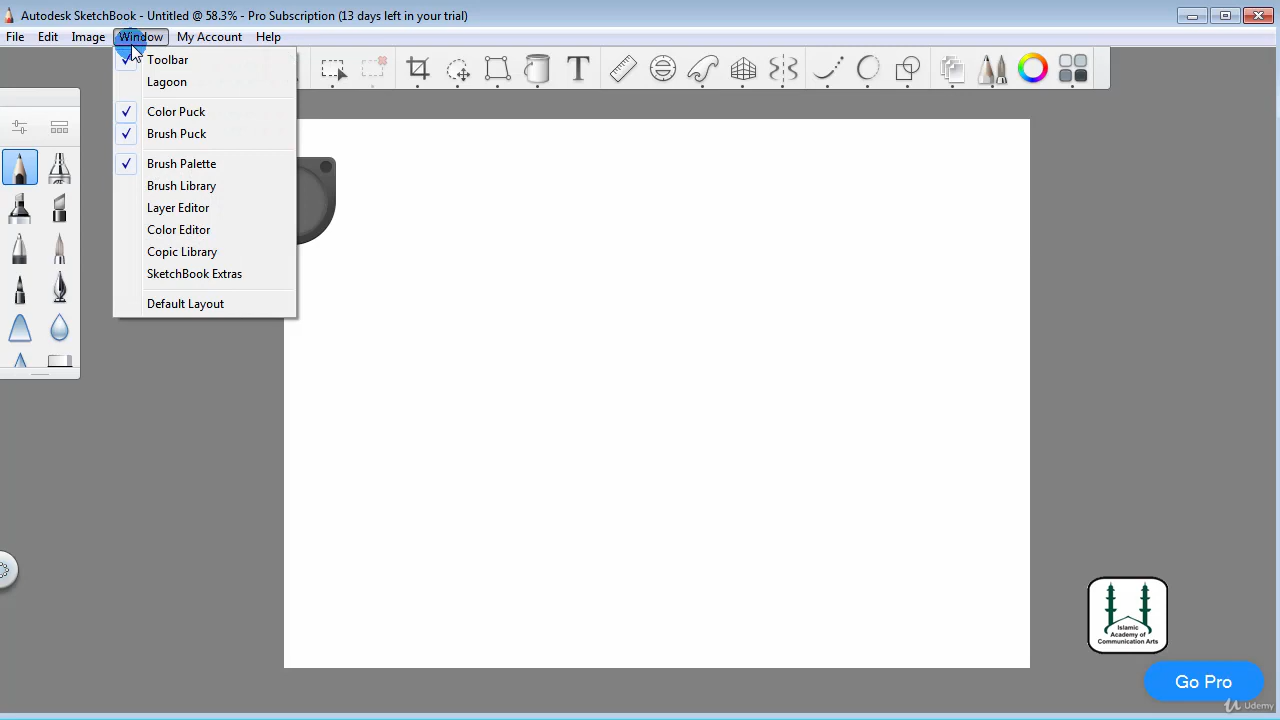 Autodesk SketchBook - Untitled @ 58.3% - Pro Subscription (13 days left in your trial)
File Edit Image Window My Account Help
Toolbar
Lagoon
Color Puck
Brush Puck
Brush Palette
Brush Library
Layer Editor
Color Editor
Copic Library
SketchBook Extras
Default Layout
T
Islamic
Academy of
Communication Arts
Go Pro
Udemy